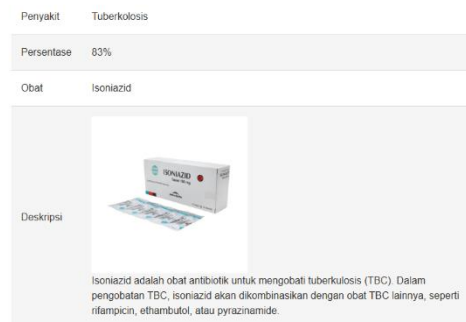 Penyakit Tuberkolosis
Persentase 83%
Obat Isoniazid
ISONIAZID
Deskripsi
Isoniazid adalah obat antibiotik untuk mengobati tuberkulosis (TBC). Dalam
pengobatan TBC, isoniazid akan dikombinasikan dengan obat TBC lainnya, seperti
rifampicin, ethambutol, atau pyrazinamide.